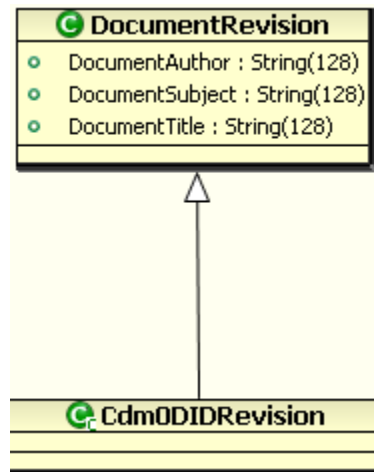 C DocumentRevision
DocumentAuthor : String(128)
DocumentSubject : String(128)
DocumentTitle : String(128)
C C Cdm0DIDRevision